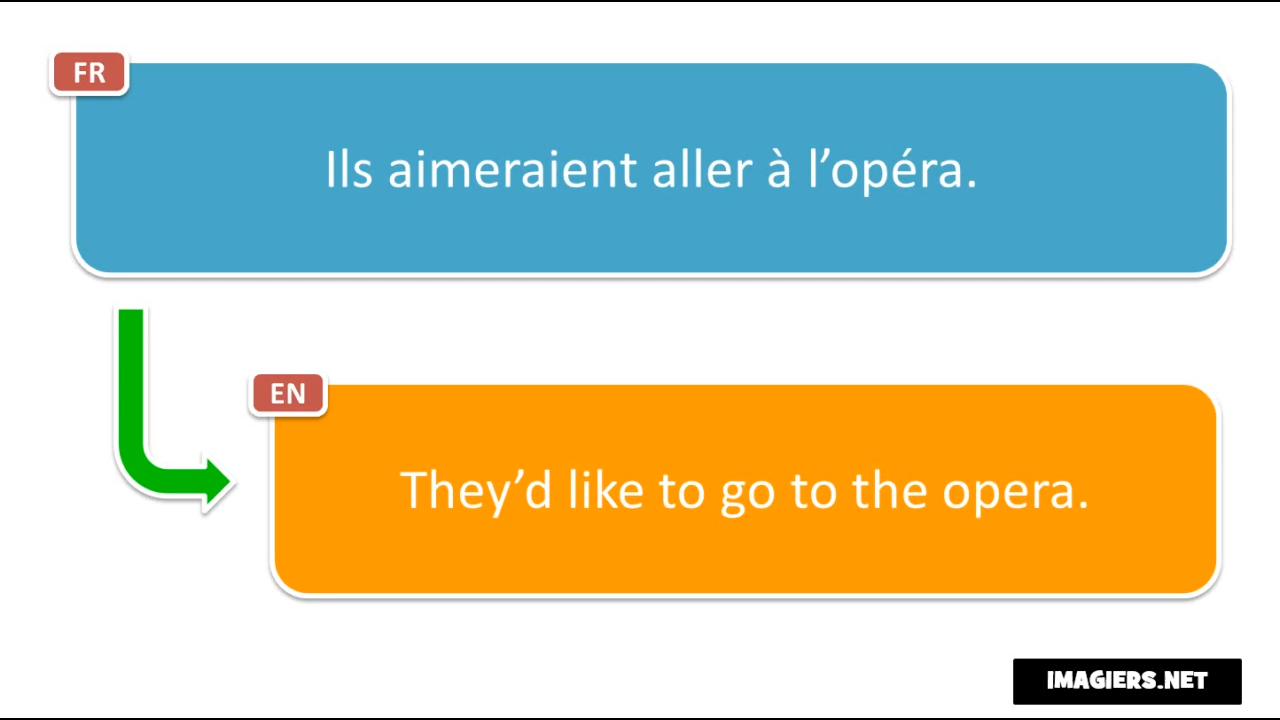 FR
Ils aimeraient aller à l’opéra.
EN
They’d like to go to the opera.
IMAGIERS.NET